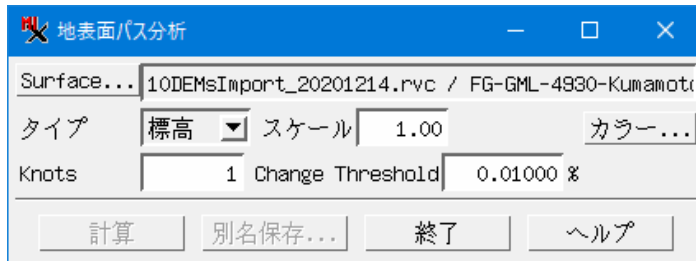 地表面パス分析
Surface... 10DEMsImport_20201214.rvc / FG-GML-4930-Kumamoto
タイプ 標高 スケール 1.00 カラー...
Knots 1 Change Threshold 0.01000 %
計算 別名保存... 終了 ヘルプ